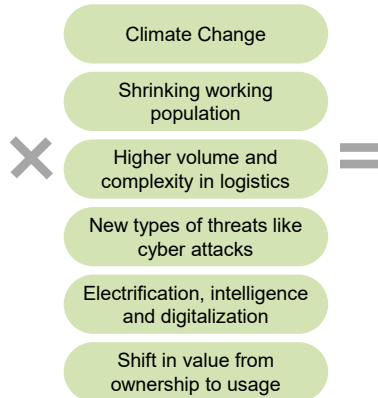 Climate Change
Shrinking working
population
Higher volume and
complexity in logistics
New types of threats like
cyber attacks
Electrification, intelligence
and digitalization
Shift in value from
ownership to usage